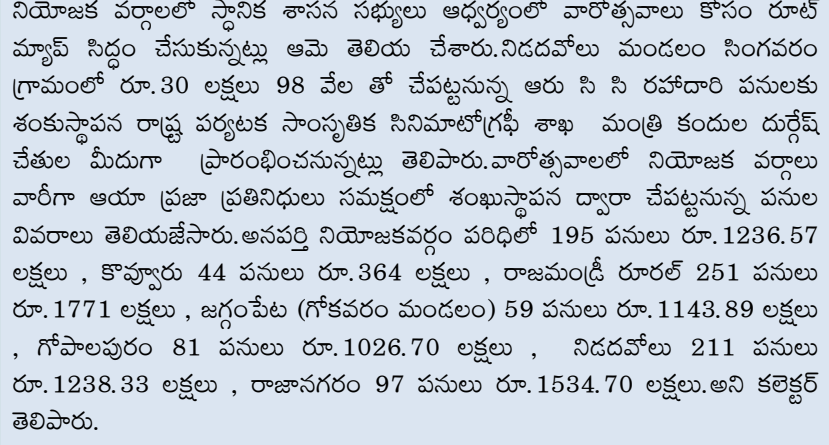 నియోజక వర్గాలలో స్థానిక శాసన సభ్యులు ఆధ్వర్యంలో వారోత్సవాలు కోసం రూట్
మ్యాప్ సిద్ధం చేసుకున్నట్లు ఆమె తెలియ చేశారు.నిడదవోలు మండలం సింగవరం
గ్రామంలో రూ.30 లక్షలు 98 వేల తో చేపట్టనున్న ఆరు సి సి రహదారి పనులకు
శంకుస్థాపన రాష్ట్ర పర్యటక సాంస్కృతిక సినిమాటోగ్రఫీ శాఖ మంత్రి కందుల దుర్గేష్
చేతుల మీదుగా ప్రారంభించనున్నట్లు తెలిపారు.వారోత్సవాలలో నియోజక వర్గాలు
వారీగా ఆయా ప్రజా ప్రతినిధులు సమక్షంలో శంఖుస్థాపన ద్వారా చేపట్టనున్న పనుల
వివరాలు తెలియజేసారు.అనపర్తి నియోజకవర్గం పరిధిలో 195 పనులు రూ.1236.57
లక్షలు , కొవ్వూరు 44 పనులు రూ.364 లక్షలు , రాజమండ్రీ రూరల్ 251 పనులు
రూ.1771 లక్షలు , జగ్గంపేట (గోకవరం మండలం) 59 పనులు రూ.1143.89 లక్షలు
, గోపాలపురం 81 పనులు రూ.1026.70 లక్షలు , నిడదవోలు 211 పనులు
రూ.1238.33 లక్షలు , రాజానగరం 97 పనులు రూ.1534.70 లక్షలు.అని కలెక్టర్
తెలిపారు.